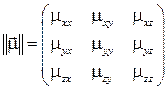 ‖μ̄̄‖ = ( μxx μxy μxz
μyx μyy μyz
μzx μzy μzz )